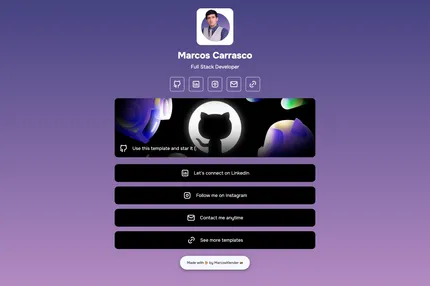 Marcos Carrasco
Full Stack Developer
Use this template and star it (:
Let's connect on LinkedIn
Follow me on Instagram
Contact me anytime
See more templates
Made with by MarcosRender